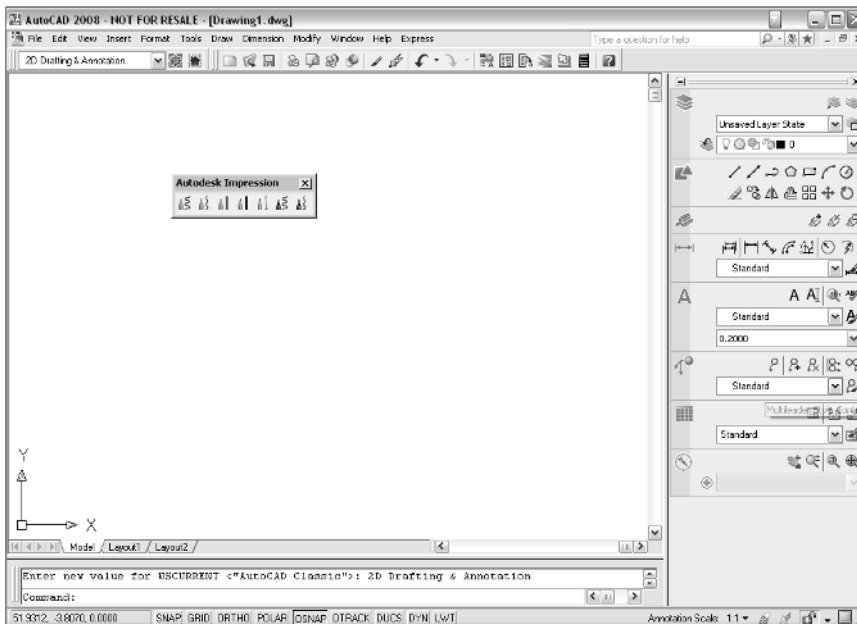 AutoCAD 2008 - NOT FOR RESALE - [Drawing1.dwg]
File Edit View Insert Format Tools Draw Dimension Modify Window Help Express
Type a question for help
2D Drafting & Annotation
Unsaved Layer State
0
Autodesk Impression
Standard
A A
Standard
0.2000
Standard
Standard
Y
X
Model / Layout1 / Layout2 /
Enter new value for WSCURRENT <"AutoCAD Classic">: 2D Drafting & Annotation
Command:
51.9312, -3.8070, 0.0000 SNAP GRID ORTHO POLAR OSNAP OTRACK DUCS DYN LWT Annotation Scale: 1:1